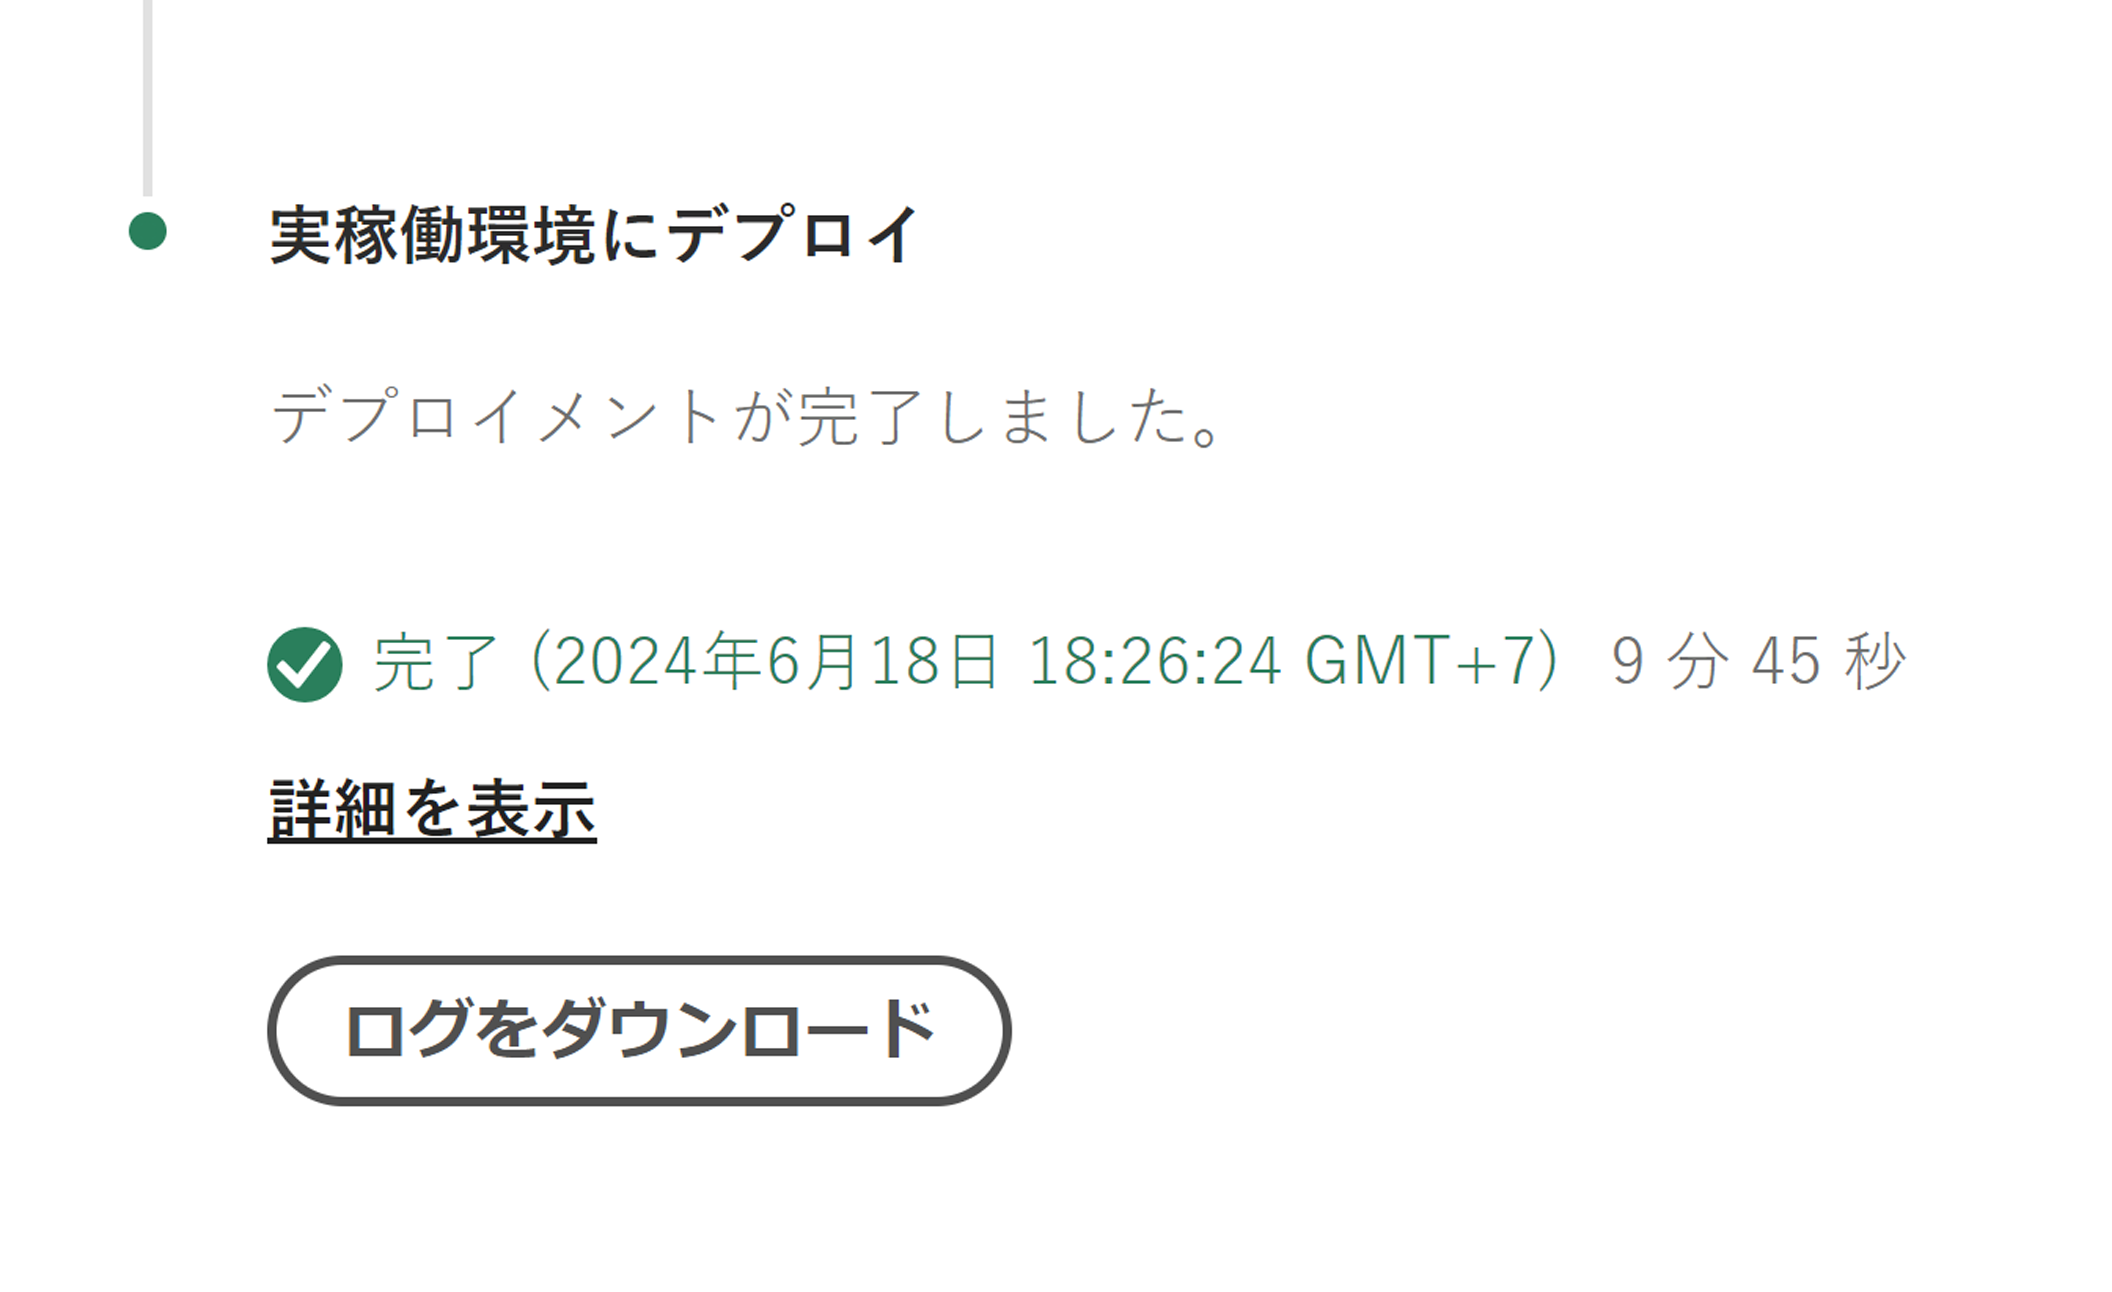 実稼働環境にデプロイ
デプロイメントが完了しました。
完了 (2024年6月18日 18:26:24 GMT+7) 9 分 45 秒
詳細を表示
ログをダウンロード